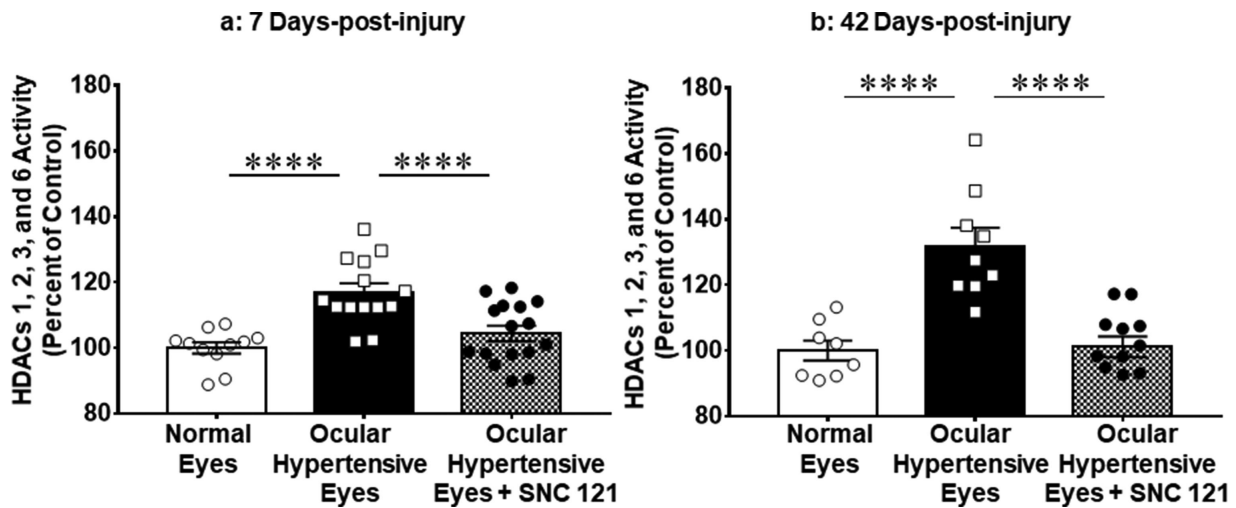 a: 7 Days-post-injury
HDACs 1, 2, 3, and 6 Activity
(Percent of Control)
180
160
140
120
100
80
****
****
Normal
Eyes
Ocular
Hypertensive
Eyes
Ocular
Hypertensive
Eyes + SNC 121
b: 42 Days-post-injury
HDACs 1, 2, 3, and 6 Activity
(Percent of Control)
180
160
140
120
100
80
****
****
Normal
Eyes
Ocular
Hypertensive
Eyes
Ocular
Hypertensive
Eyes + SNC 121